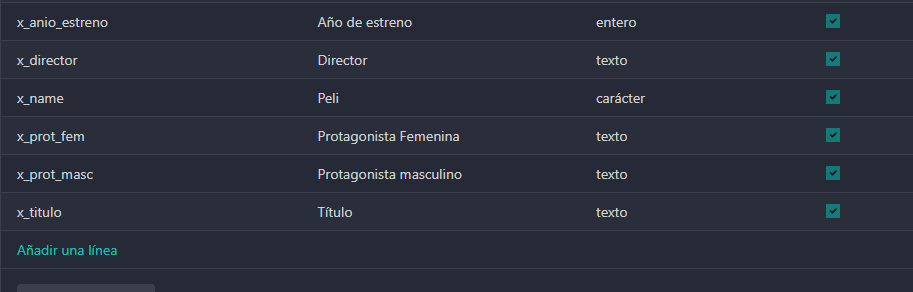 x_anio_estreno Año de estreno entero
x_director Director texto
x_name Peli carácter
x_prot_fem Protagonista Femenina texto
x_prot_masc Protagonista masculino texto
x_titulo Título texto
Añadir una línea